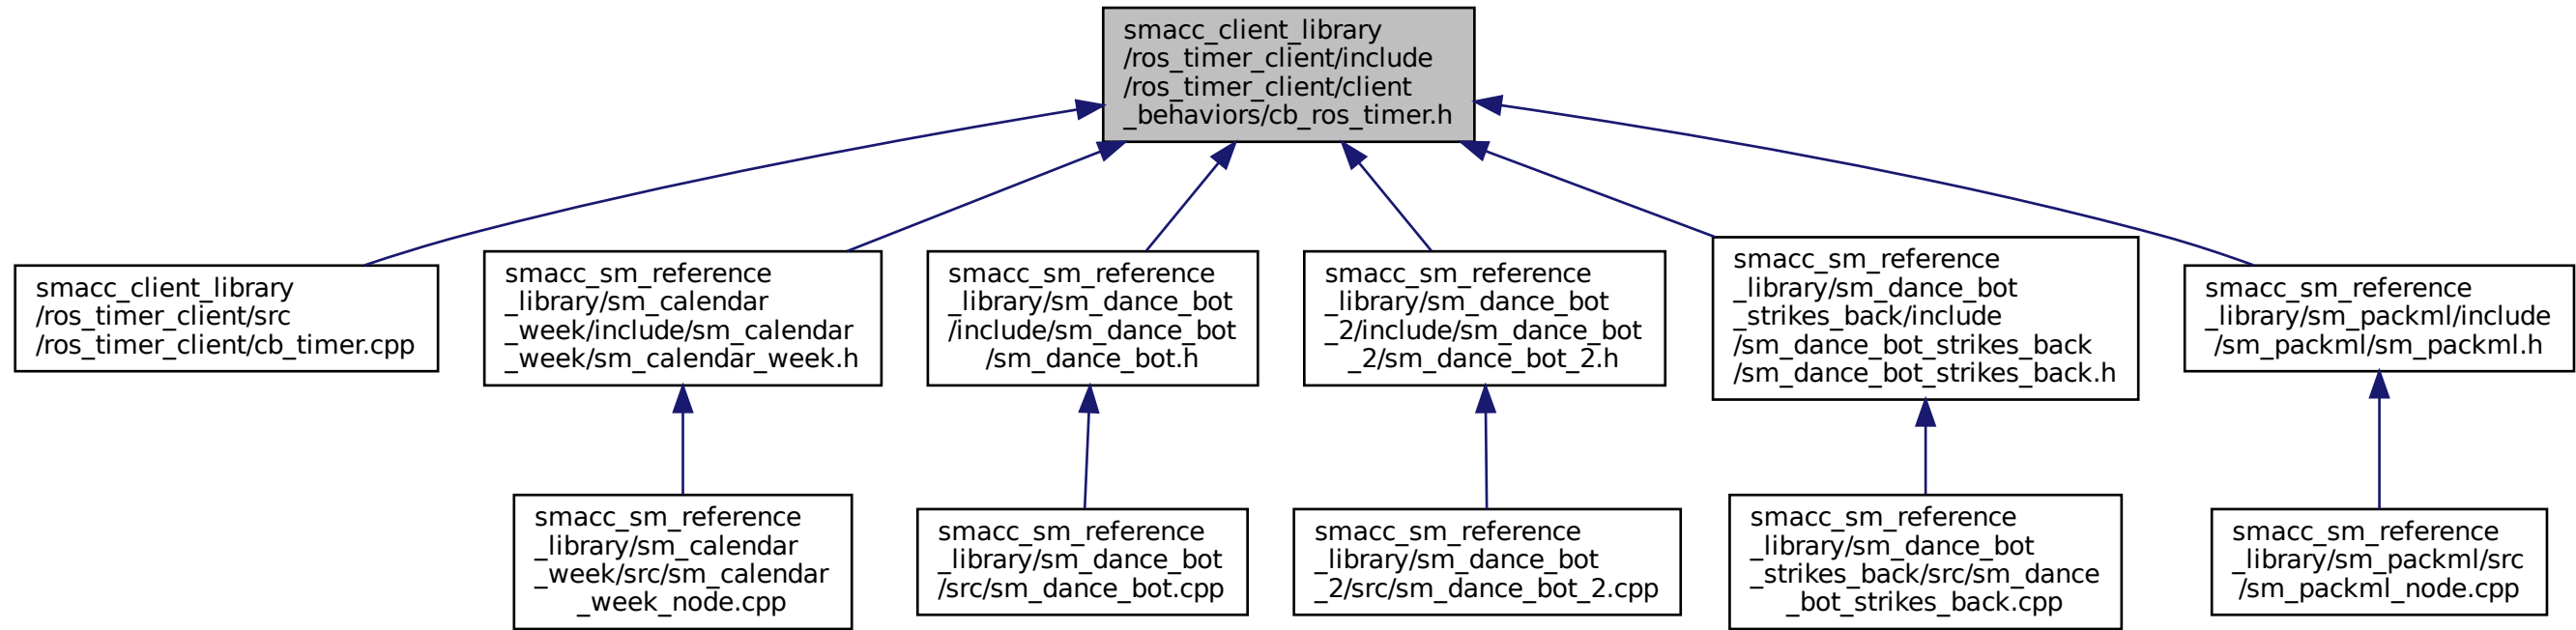 smacc_client_library
/ros_timer_client/include
/ros_timer_client/client
_behaviors/cb_ros_timer.h
smacc_client_library
/ros_timer_client/src
/ros_timer_client/cb_timer.cpp
smacc_sm_reference
_library/sm_calendar
_week/include/sm_calendar
_week/sm_calendar_week.h
smacc_sm_reference
_library/sm_dance_bot
/include/sm_dance_bot
/sm_dance_bot.h
smacc_sm_reference
_library/sm_dance_bot
_2/include/sm_dance_bot
_2/sm_dance_bot_2.h
smacc_sm_reference
_library/sm_dance_bot
_strikes_back/include
/sm_dance_bot_strikes_back
/sm_dance_bot_strikes_back.h
smacc_sm_reference
_library/sm_packml/include
/sm_packml/sm_packml.h
smacc_sm_reference
_library/sm_calendar
_week/src/sm_calendar
_week_node.cpp
smacc_sm_reference
_library/sm_dance_bot
/src/sm_dance_bot.cpp
smacc_sm_reference
_library/sm_dance_bot
_2/src/sm_dance_bot_2.cpp
smacc_sm_reference
_library/sm_dance_bot
_strikes_back/src/sm_dance
_bot_strikes_back.cpp
smacc_sm_reference
_library/sm_packml/src
/sm_packml_node.cpp